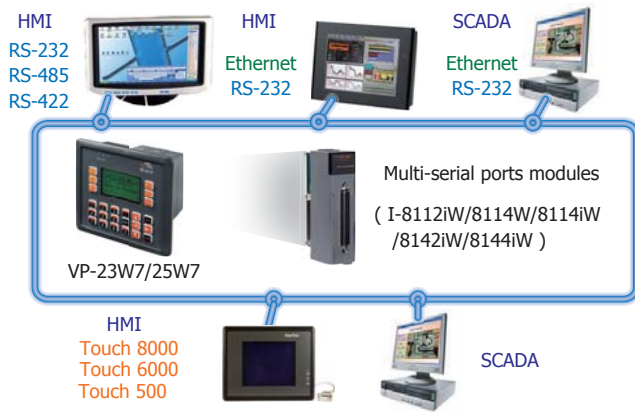 HMI
RS-232
RS-485
RS-422
HMI
Ethernet
RS-232
SCADA
Ethernet
RS-232
Multi-serial ports modules
( I-8112iW/8114W/8114iW
/8142iW/8144iW )
VP-23W7/25W7
HMI
Touch 8000
Touch 6000
Touch 500
SCADA